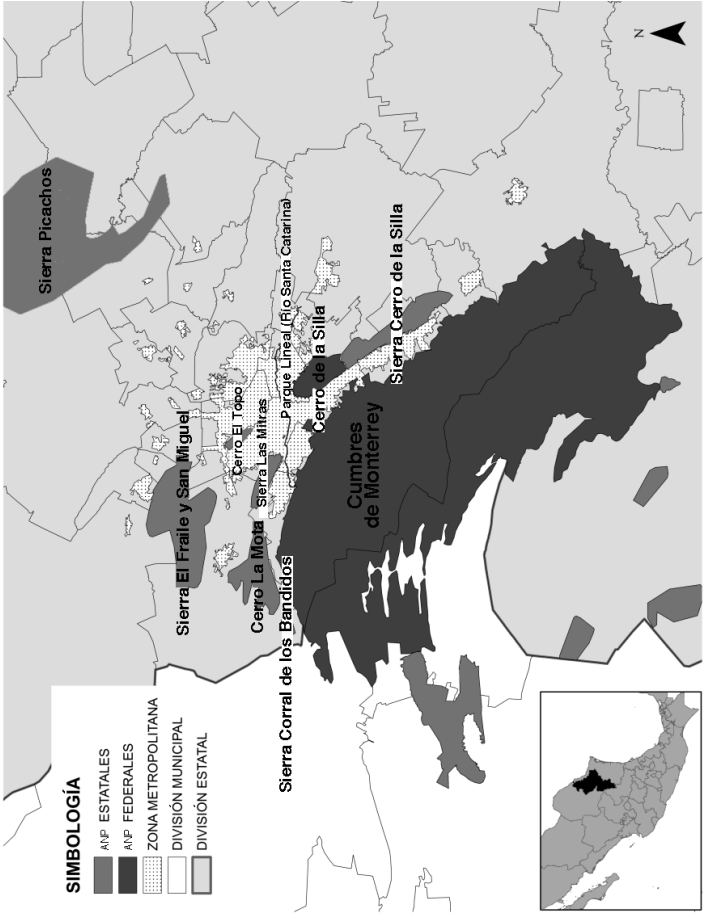 SIMBOLOGÍA
ANP ESTATALES
ANP FEDERALES
ZONA METROPOLITANA
DIVISIÓN MUNICIPAL
DIVISIÓN ESTATAL
Sierra Picachos
Sierra El Fraile y San Miguel
Cerro El Topo
Sierra Las Mitras
Cerro La Mota
Parque Lineal (Río Santa Catarina)
Sierra Corral de los Bandidos
Cerro de la Silla
Cumbres
de Monterrey
Sierra Cerro de la Silla
N